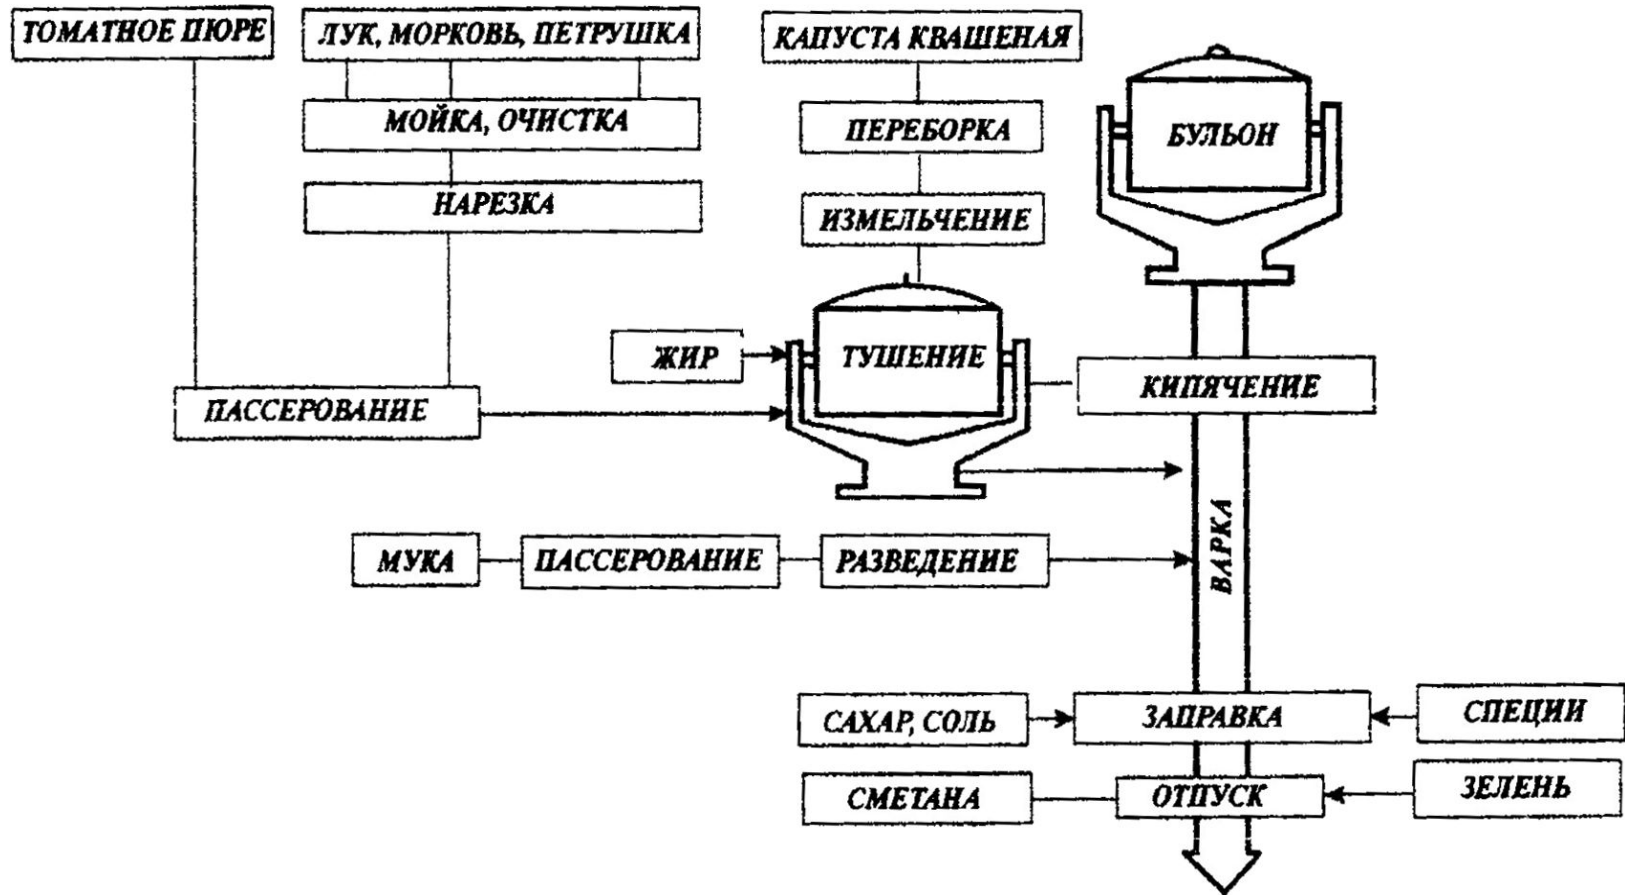 ТОМАТНОЕ ПЮРЕ
ЛУК, МОРКОВЬ, ПЕТРУШКА
КАПУСТА КВАШЕНАЯ
МОЙКА, ОЧИСТКА
ПЕРЕБОРКА
БУЛЬОН
НАРЕЗКА
ИЗМЕЛЬЧЕНИЕ
ЖИР
ТУШЕНИЕ
КИПЯЧЕНИЕ
ПАССЕРОВАНИЕ
ВАРКА
МУКА
ПАССЕРОВАНИЕ
РАЗВЕДЕНИЕ
САХАР, СОЛЬ
ЗАПРАВКА
СПЕЦИИ
СМЕТАНА
ОТПУСК
ЗЕЛЕНЬ